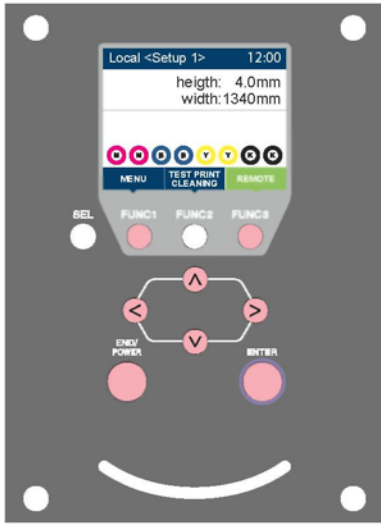 Local <Setup 1> 12:00
heigth: 4.0mm
width:1340mm
M M B B Y Y K K
MENU TEST PRINT CLEANING REMOTE
SEL FUNC1 FUNC2 FUNC3
END/
POWER ENTER